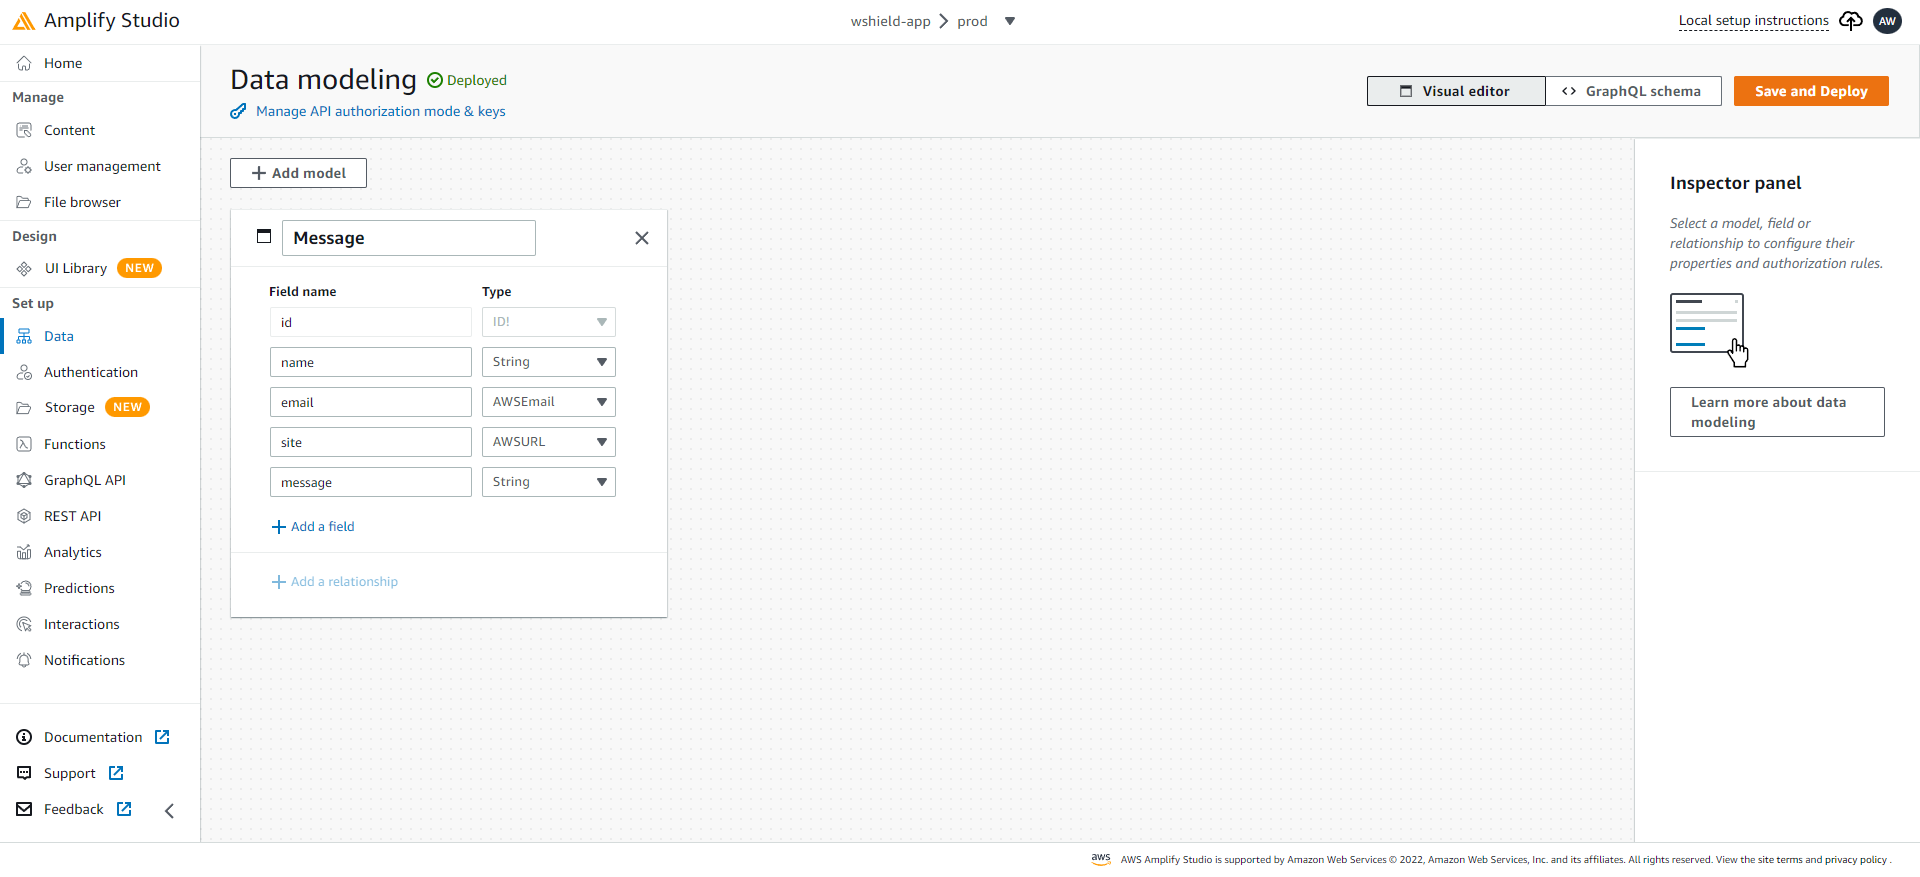 Amplify Studio
wshield-app prod
Local setup instructions
AW
Home
Manage
Content
User management
File browser
Design
UI Library NEW
Set up
Data
Authentication
Storage NEW
Functions
GraphQL API
REST API
Analytics
Predictions
Interactions
Notifications
Documentation
Support
Feedback
Data modeling Deployed
Manage API authorization mode & keys
Visual editor
<> GraphQL schema
Save and Deploy
+ Add model
Message
Field name Type
id ID!
name String
email AWSEmail
site AWSURL
message String
+ Add a field
+ Add a relationship
Inspector panel
Select a model, field or
relationship to configure their
properties and authorization rules.
Learn more about data
modeling
aws AWS Amplify Studio is supported by Amazon Web Services © 2022, Amazon Web Services, Inc. and its affiliates. All rights reserved. View the site terms and privacy policy .